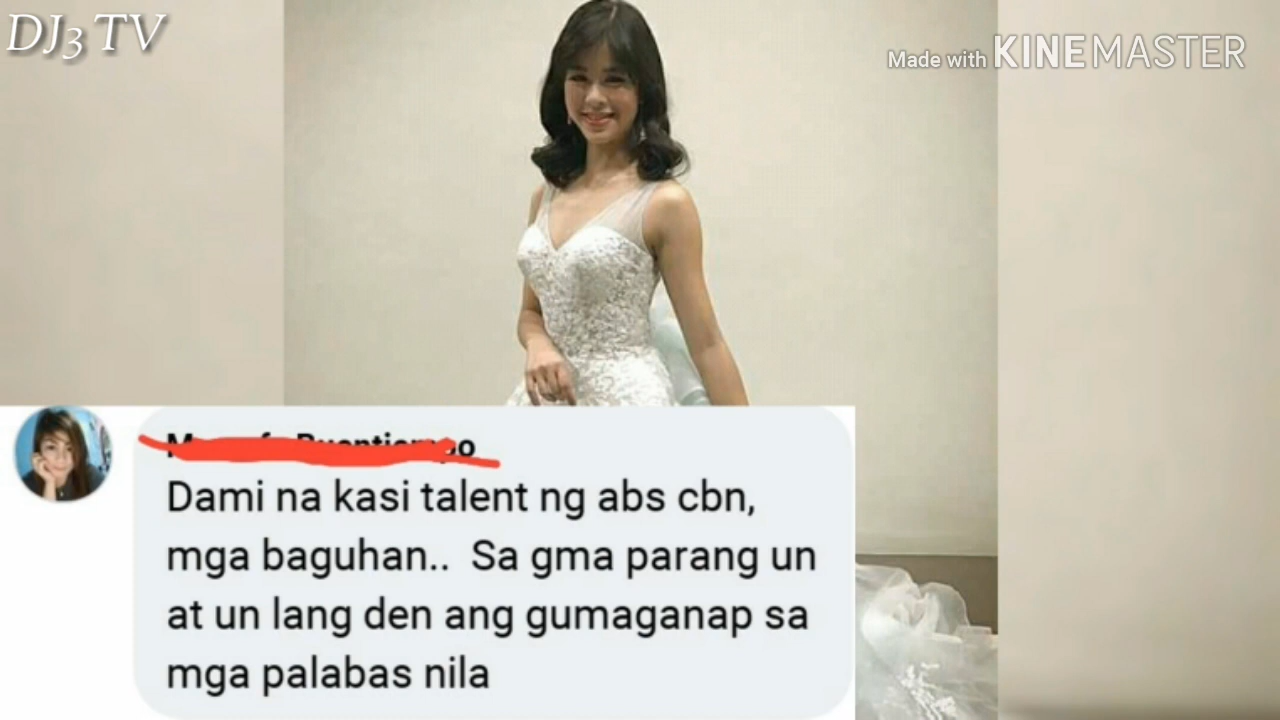 DJ3 TV
Made with KINEMASTER
Dami na kasi talent ng abs cbn,
mga baguhan.. Sa gma parang un
at un lang den ang gumaganap sa
mga palabas nila